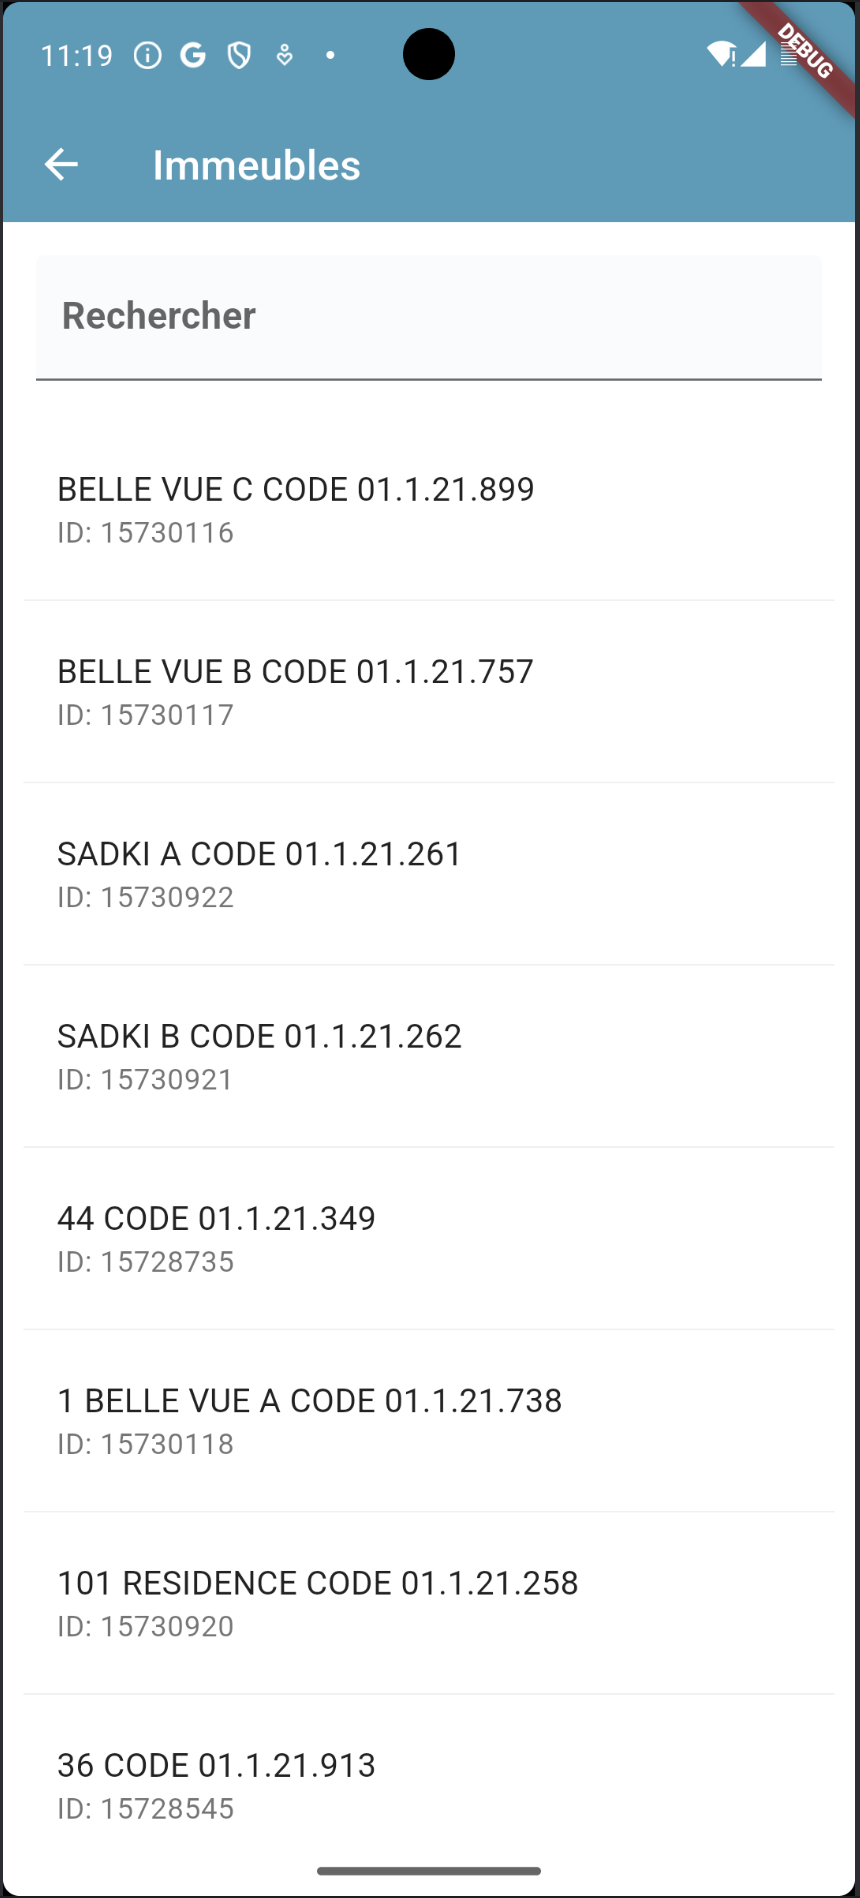 11:19
DEBUG
Immeubles
Rechercher
BELLE VUE C CODE 01.1.21.899
ID: 15730116
BELLE VUE B CODE 01.1.21.757
ID: 15730117
SADKI A CODE 01.1.21.261
ID: 15730922
SADKI B CODE 01.1.21.262
ID: 15730921
44 CODE 01.1.21.349
ID: 15728735
1 BELLE VUE A CODE 01.1.21.738
ID: 15730118
101 RESIDENCE CODE 01.1.21.258
ID: 15730920
36 CODE 01.1.21.913
ID: 15728545